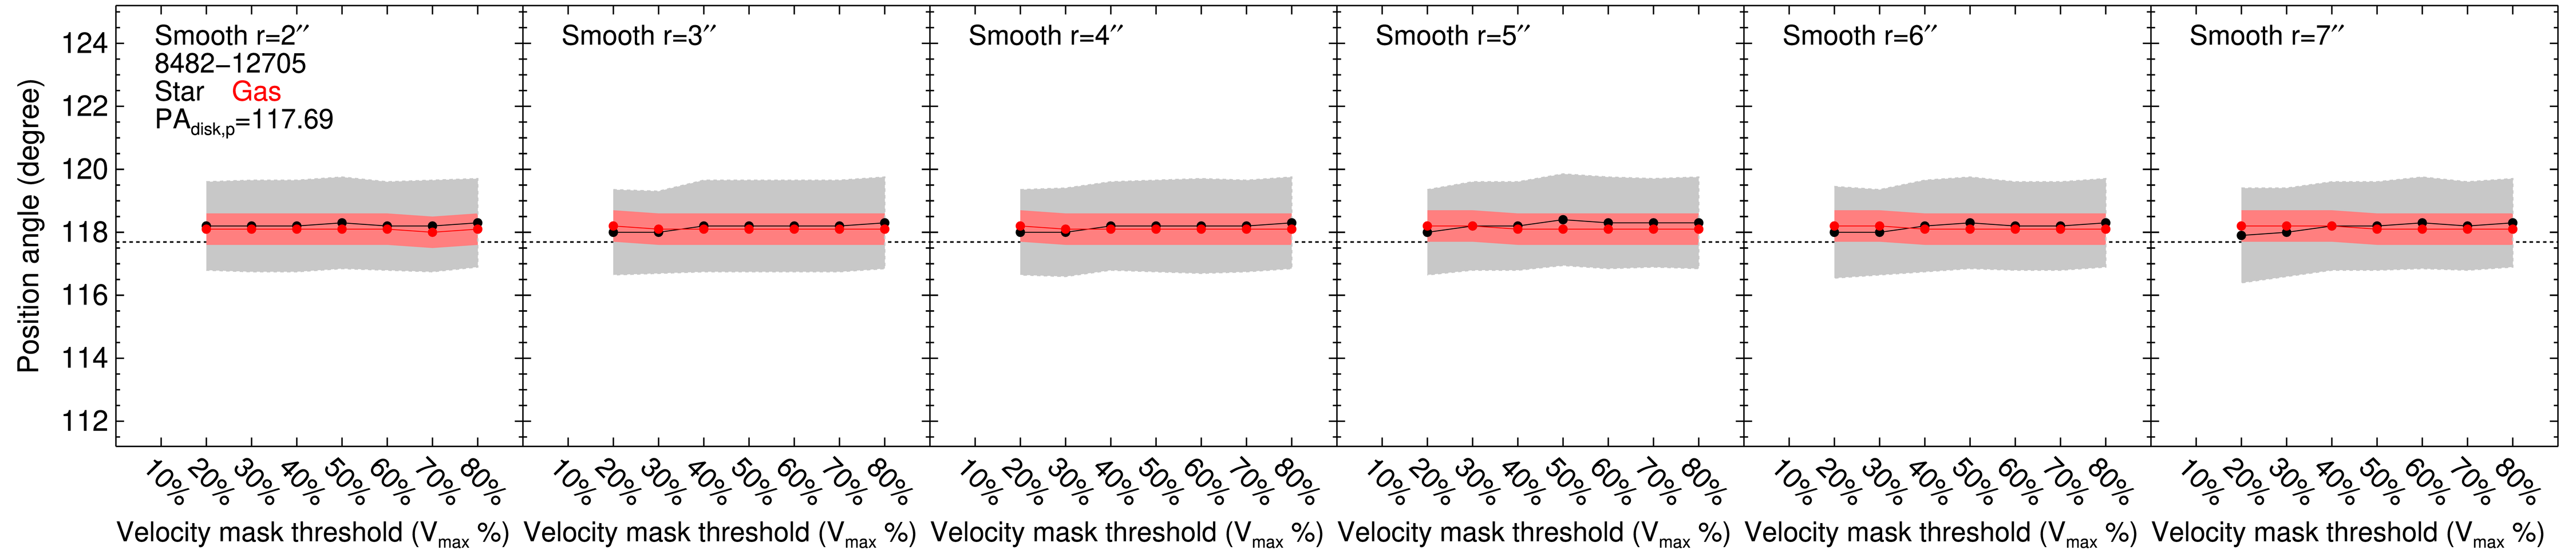 Smooth r=2″ Smooth r=3″ Smooth r=4″ Smooth r=5″ Smooth r=6″ Smooth r=7″
8482−12705
Star Gas
PAdisk,p=117.69
Position angle (degree)
124
122
120
118
116
114
112
10% 20% 30% 40% 50% 60% 70% 80% 10% 20% 30% 40% 50% 60% 70% 80% 10% 20% 30% 40% 50% 60% 70% 80% 10% 20% 30% 40% 50% 60% 70% 80% 10% 20% 30% 40% 50% 60% 70% 80% 10% 20% 30% 40% 50% 60% 70% 80%
Velocity mask threshold (Vmax %) Velocity mask threshold (Vmax %) Velocity mask threshold (Vmax %) Velocity mask threshold (Vmax %) Velocity mask threshold (Vmax %) Velocity mask threshold (Vmax %)